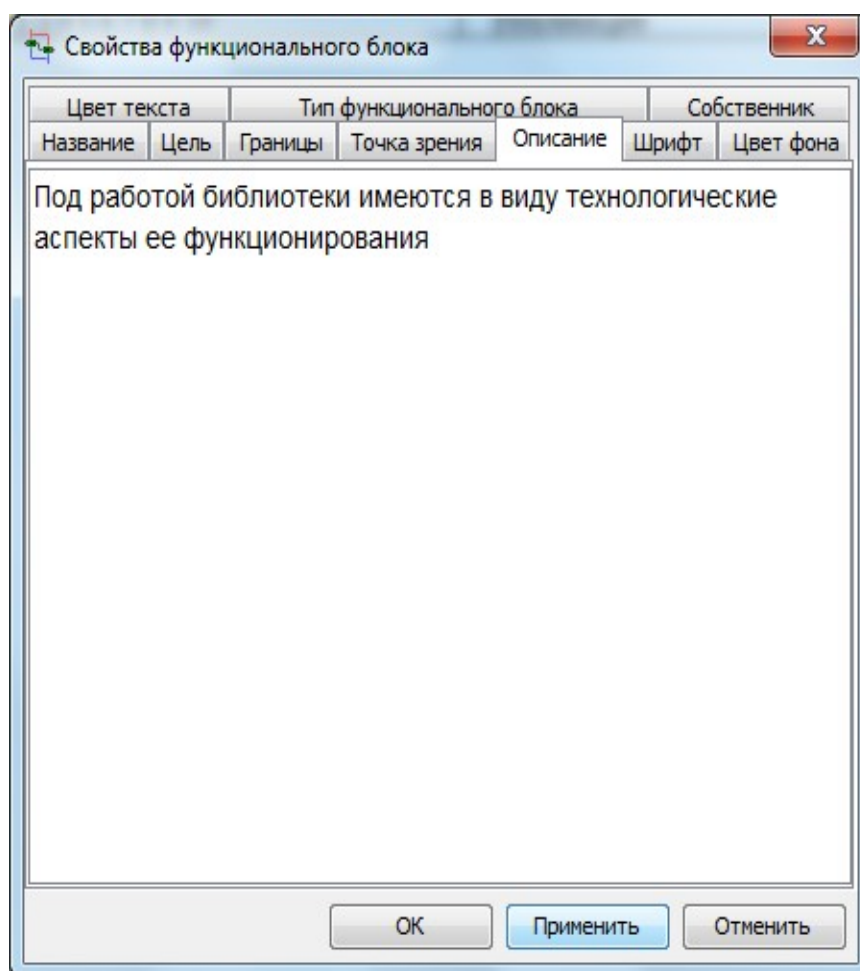 Свойства функционального блока
Цвет текста Тип функционального блока Собственник
Название Цель Границы Точка зрения Описание Шрифт Цвет фона
Под работой библиотеки имеются в виду технологические
аспекты ее функционирования
ОК Применить Отменить